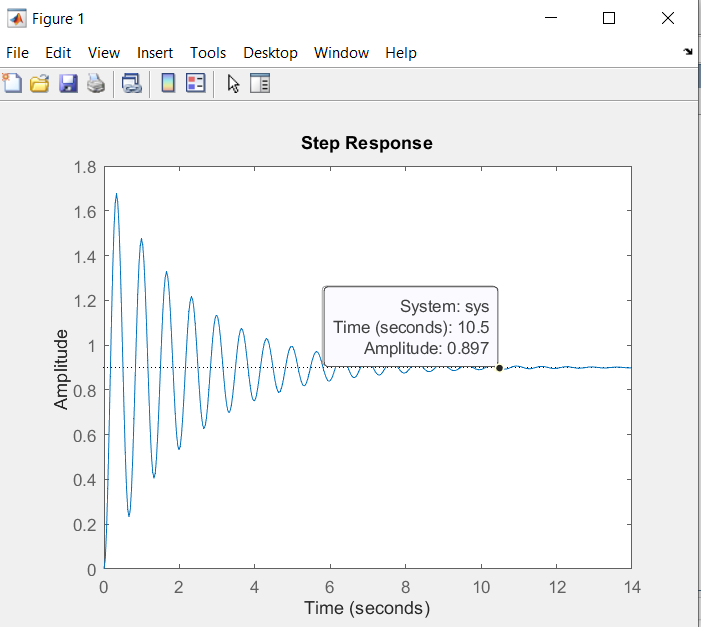 Figure 1
File Edit View Insert Tools Desktop Window Help
Step Response
1.8
1.6
1.4
1.2
1
0.8
0.6
0.4
0.2
0
Amplitude
System: sys
Time (seconds): 10.5
Amplitude: 0.897
0 2 4 6 8 10 12 14
Time (seconds)